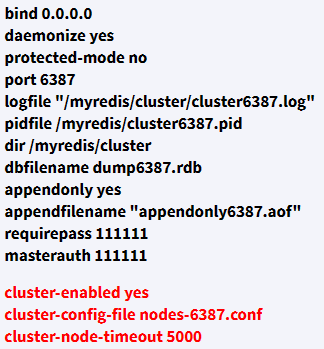 bind 0.0.0.0
daemonize yes
protected-mode no
port 6387
logfile "/myredis/cluster/cluster6387.log"
pidfile /myredis/cluster6387.pid
dir /myredis/cluster
dbfilename dump6387.rdb
appendonly yes
appendfilename "appendonly6387.aof"
requirepass 111111
masterauth 111111
cluster-enabled yes
cluster-config-file nodes-6387.conf
cluster-node-timeout 5000